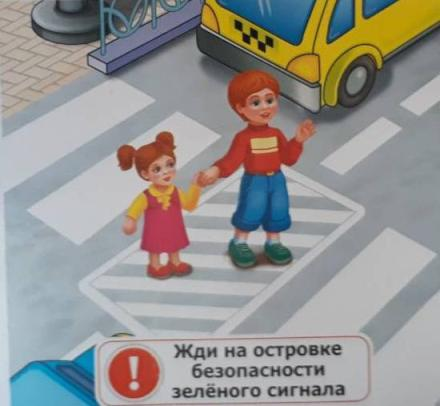 Жди на островке
безопасности
зелёного сигнала